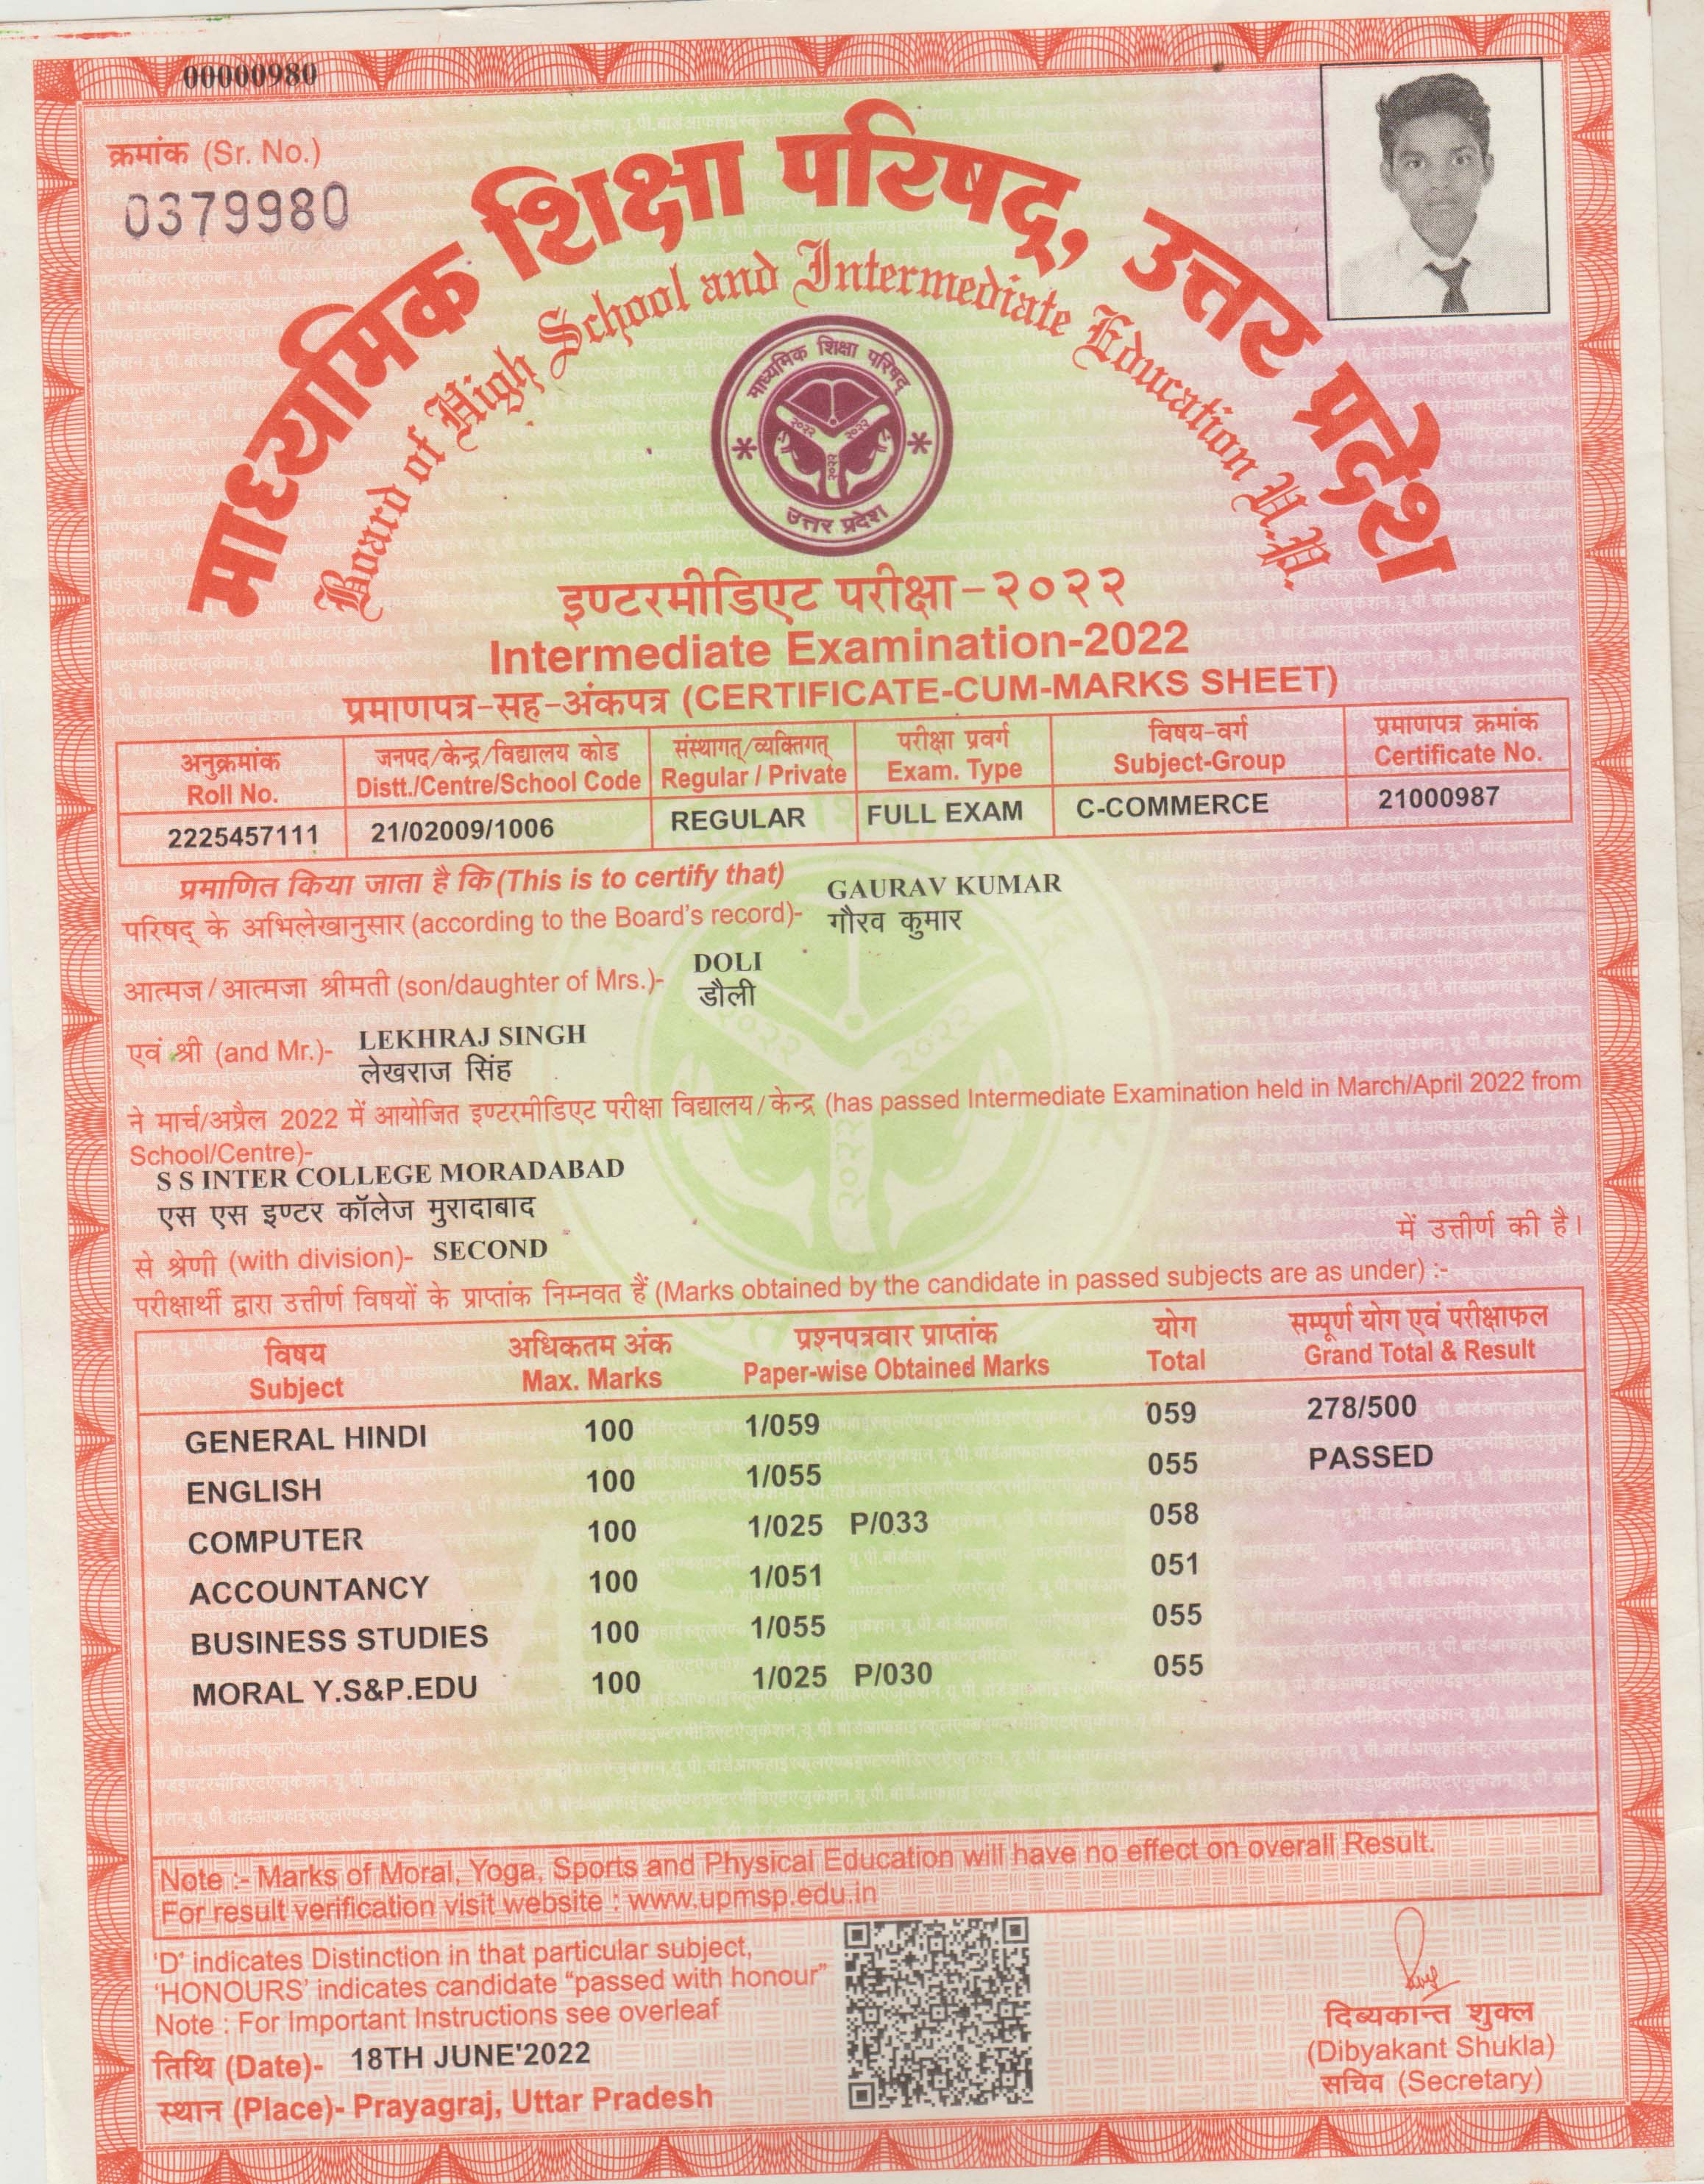 00000980
क्रमांक (Sr. No.)
0379980
माध्यमिक शिक्षा परिषद्, उत्तर प्रदेश
Board of High School and Intermediate Education U.P.
माध्यमिक शिक्षा परिषद्
२०२२ २०२२
२०२२
उत्तर प्रदेश
इण्टरमीडिएट परीक्षा-२०२२
Intermediate Examination-2022
प्रमाणपत्र-सह-अंकपत्र (CERTIFICATE-CUM-MARKS SHEET)
अनुक्रमांक जनपद/केन्द्र/विद्यालय कोड संस्थागत्/व्यक्तिगत् परीक्षा प्रवर्ग विषय-वर्ग प्रमाणपत्र क्रमांक
Roll No. Distt./Centre/School Code Regular / Private Exam. Type Subject-Group Certificate No.
2225457111 21/02009/1006 REGULAR FULL EXAM C-COMMERCE 21000987
प्रमाणित किया जाता है कि (This is to certify that) GAURAV KUMAR
परिषद् के अभिलेखानुसार (according to the Board's record)- गौरव कुमार
DOLI
आत्मज / आत्मजा श्रीमती (son/daughter of Mrs.)- डौली
LEKHRAJ SINGH
एवं श्री (and Mr.)- लेखराज सिंह
ने मार्च/अप्रैल 2022 में आयोजित इण्टरमीडिएट परीक्षा विद्यालय/केन्द्र (has passed Intermediate Examination held in March/April 2022 from
School/Centre)-
S S INTER COLLEGE MORADABAD
एस एस इण्टर कॉलेज मुरादाबाद
से श्रेणी (with division)- SECOND में उत्तीर्ण की है।
परीक्षार्थी द्वारा उत्तीर्ण विषयों के प्राप्तांक निम्नवत हैं (Marks obtained by the candidate in passed subjects are as under) :-
विषय अधिकतम अंक प्रश्नपत्रवार प्राप्तांक योग सम्पूर्ण योग एवं परीक्षाफल
Subject Max. Marks Paper-wise Obtained Marks Total Grand Total & Result
GENERAL HINDI 100 1/059 059 278/500
ENGLISH 100 1/055 055 PASSED
COMPUTER 100 1/025 P/033 058
ACCOUNTANCY 100 1/051 051
BUSINESS STUDIES 100 1/055 055
MORAL Y.S&P.EDU 100 1/025 P/030 055
Note :- Marks of Moral, Yoga, Sports and Physical Education will have no effect on overall Result.
For result verification visit website : www.upmsp.edu.in
'D' indicates Distinction in that particular subject,
'HONOURS' indicates candidate "passed with honour"
Note : For Important Instructions see overleaf
तिथि (Date)- 18TH JUNE'2022
स्थान (Place)- Prayagraj, Uttar Pradesh
दिव्यकान्त शुक्ल
(Dibyakant Shukla)
सचिव (Secretary)